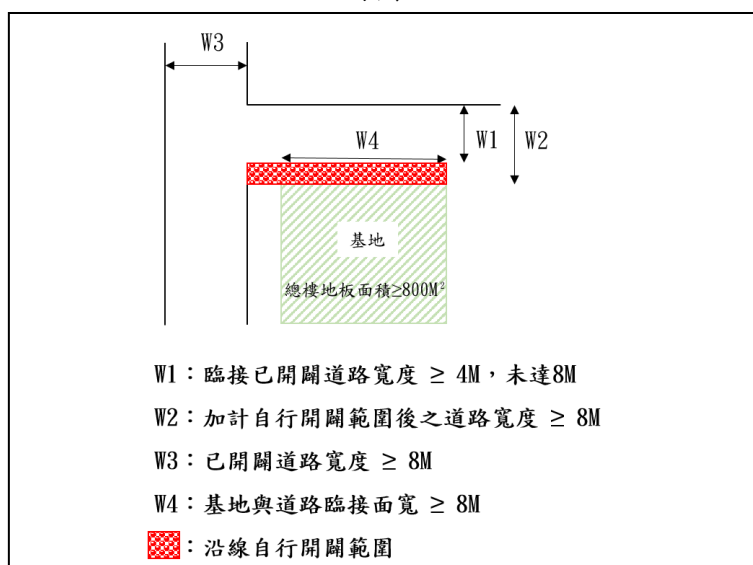 W3
W4
W1
W2
基地
總樓地板面積≥800M²
W1：臨接已開闢道路寬度 ≥ 4M，未達8M
W2：加計自行開闢範圍後之道路寬度 ≥ 8M
W3：已開闢道路寬度 ≥ 8M
W4：基地與道路臨接面寬 ≥ 8M
：沿線自行開闢範圍